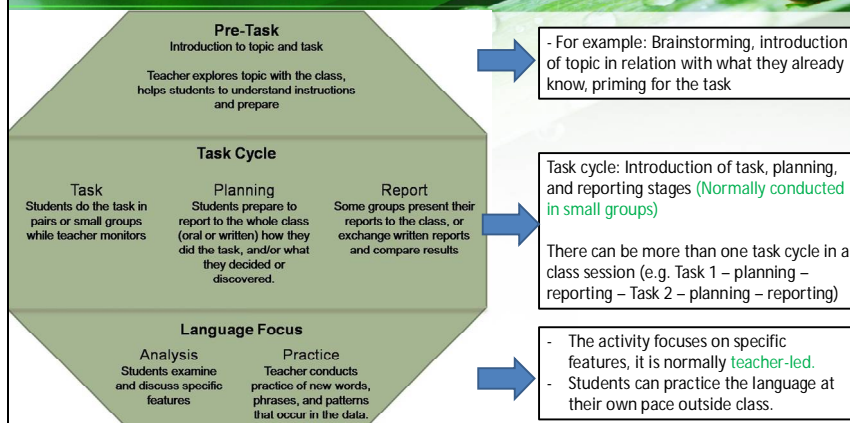 Pre-Task
Introduction to topic and task
Teacher explores topic with the class,
helps students to understand instructions
and prepare
- For example: Brainstorming, introduction
of topic in relation with what they already
know, priming for the task
Task Cycle
Task
Students do the task in
pairs or small groups
while teacher monitors
Planning
Students prepare to
report to the whole class
(oral or written) how they
did the task, and/or what
they decided or
discovered.
Report
Some groups present their
reports to the class, or
exchange written reports
and compare results
Task cycle: Introduction of task, planning,
and reporting stages (Normally conducted
in small groups)
There can be more than one task cycle in a
class session (e.g. Task 1 – planning –
reporting – Task 2 – planning – reporting)
Language Focus
Analysis
Students examine
and discuss specific
features
Practice
Teacher conducts
practice of new words,
phrases, and patterns
that occur in the data.
- The activity focuses on specific
features, it is normally teacher-led.
- Students can practice the language at
their own pace outside class.